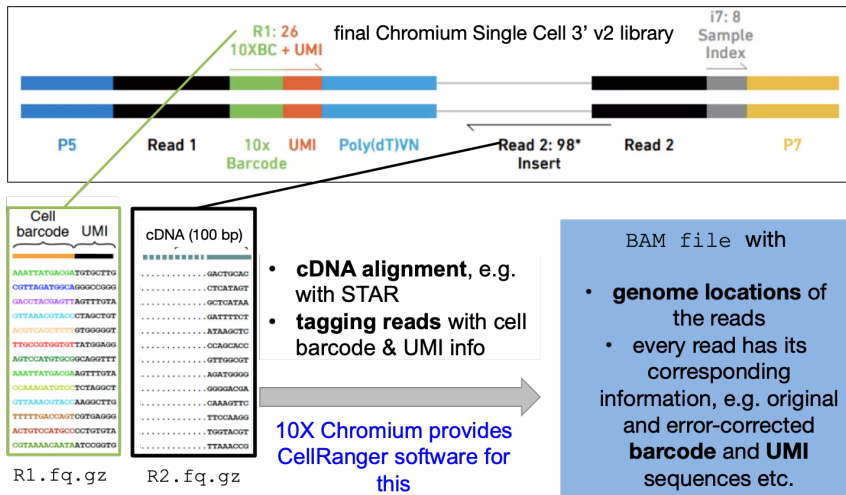 R1: 26
10XBC + UMI
final Chromium Single Cell 3' v2 library
i7: 8
Sample
Index
P5
Read 1
10x
Barcode
UMI
Poly(dT)VN
Read 2: 98*
Insert
Read 2
P7
Cell
barcode
UMI
AAATTATGACGATGTGCTTG
CGTTAGATGGCAGGGCCGGG
GACCTACGAGTTAGTTTGTA
GTTAAACGTACCCTAGCTGT
ACGTCACCTTTTGTGGGGGT
TTGCCGTGGTGTTATGGAGG
AGTCCATGTGCGGCAGGTTT
AAATTATGACGAAGTTTGTA
CCAAAGATGTCCTCTAGGCT
GTTAAACGTACCAAGGCTTG
TTTTTGACCAGTCGTGAGGG
ACTGTCCATGCCCCTGTGTA
CGTAAAACAATAATCCGGTG
R1.fq.gz
cDNA (100 bp)
..........GACTGCAC
..........CTCATAGT
..........GCTCATAA
..........GATTTTCT
..........ATAAGCTC
..........CCAGCACC
..........GTTGGCGT
..........AGATGGGG
..........GGGGACGA
..........CAAAGTTC
..........TTCCAAGG
..........TGGTACGT
..........TTAAACCG
R2.fq.gz
• cDNA alignment, e.g.
with STAR
• tagging reads with cell
barcode & UMI info
10X Chromium provides
CellRanger software for
this
BAM file with
• genome locations of
the reads
• every read has its
corresponding
information, e.g. original
and error-corrected
barcode and UMI
sequences etc.